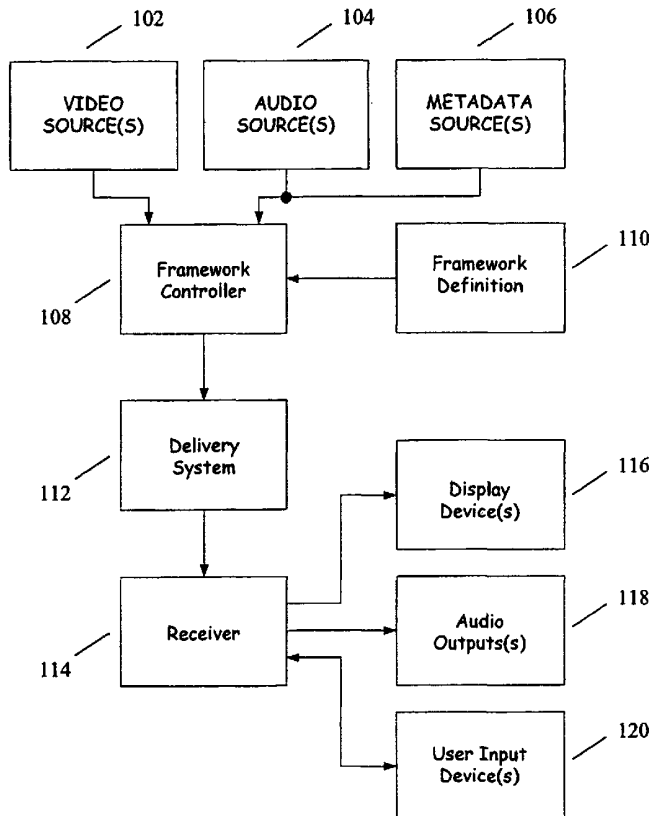 102
104
106
VIDEO
SOURCE(S)
AUDIO
SOURCE(S)
METADATA
SOURCE(S)
Framework
Controller
108
Framework
Definition
110
Delivery
System
112
Display
Device(s)
116
Receiver
114
Audio
Outputs(s)
118
User Input
Device(s)
120